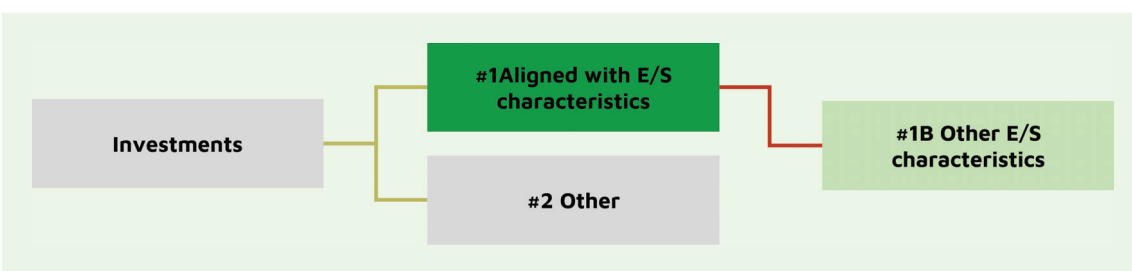 Investments
#1Aligned with E/S
characteristics
#2 Other
#1B Other E/S
characteristics